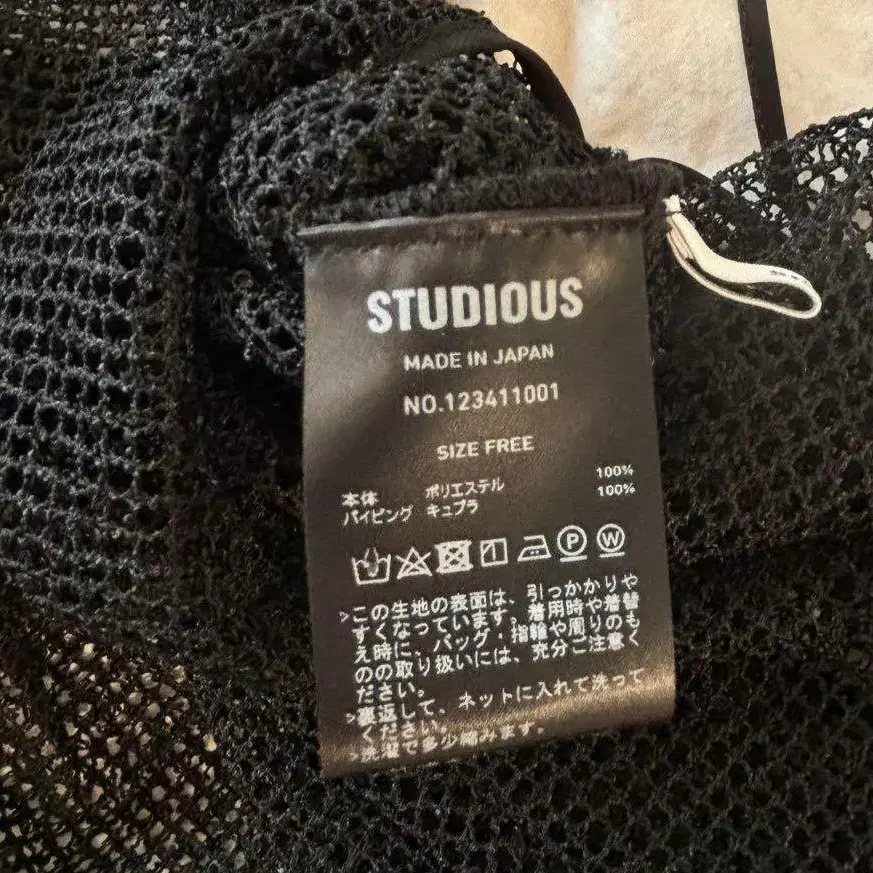 STUDIOUS
MADE IN JAPAN
NO.123411001
SIZE FREE
本体 ポリエステル 100%
パイピング キュプラ 100%
P W
>この生地の表面は、引っかかりや
すくなっています。着用時や着替
え時に、バッグ・指輪や周りのも
のの取り扱いには、充分ご注意く
ださい。
>裏返して、ネットに入れて洗って
ください。
>洗濯で多少縮みます。